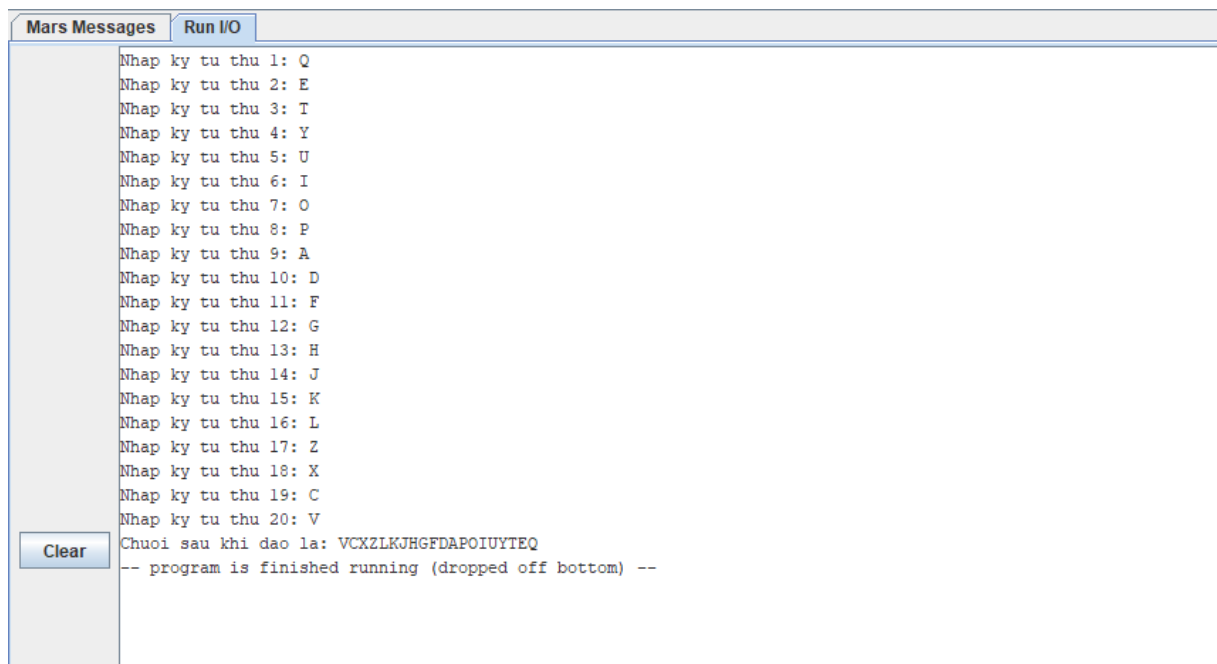 Mars Messages Run I/O
Nhap ky tu thu 1: Q
Nhap ky tu thu 2: E
Nhap ky tu thu 3: T
Nhap ky tu thu 4: Y
Nhap ky tu thu 5: U
Nhap ky tu thu 6: I
Nhap ky tu thu 7: O
Nhap ky tu thu 8: P
Nhap ky tu thu 9: A
Nhap ky tu thu 10: D
Nhap ky tu thu 11: F
Nhap ky tu thu 12: G
Nhap ky tu thu 13: H
Nhap ky tu thu 14: J
Nhap ky tu thu 15: K
Nhap ky tu thu 16: L
Nhap ky tu thu 17: Z
Nhap ky tu thu 18: X
Nhap ky tu thu 19: C
Nhap ky tu thu 20: V
Chuoi sau khi dao la: VCXZLKJHGFDAPOIUYTEQ
-- program is finished running (dropped off bottom) --
Clear